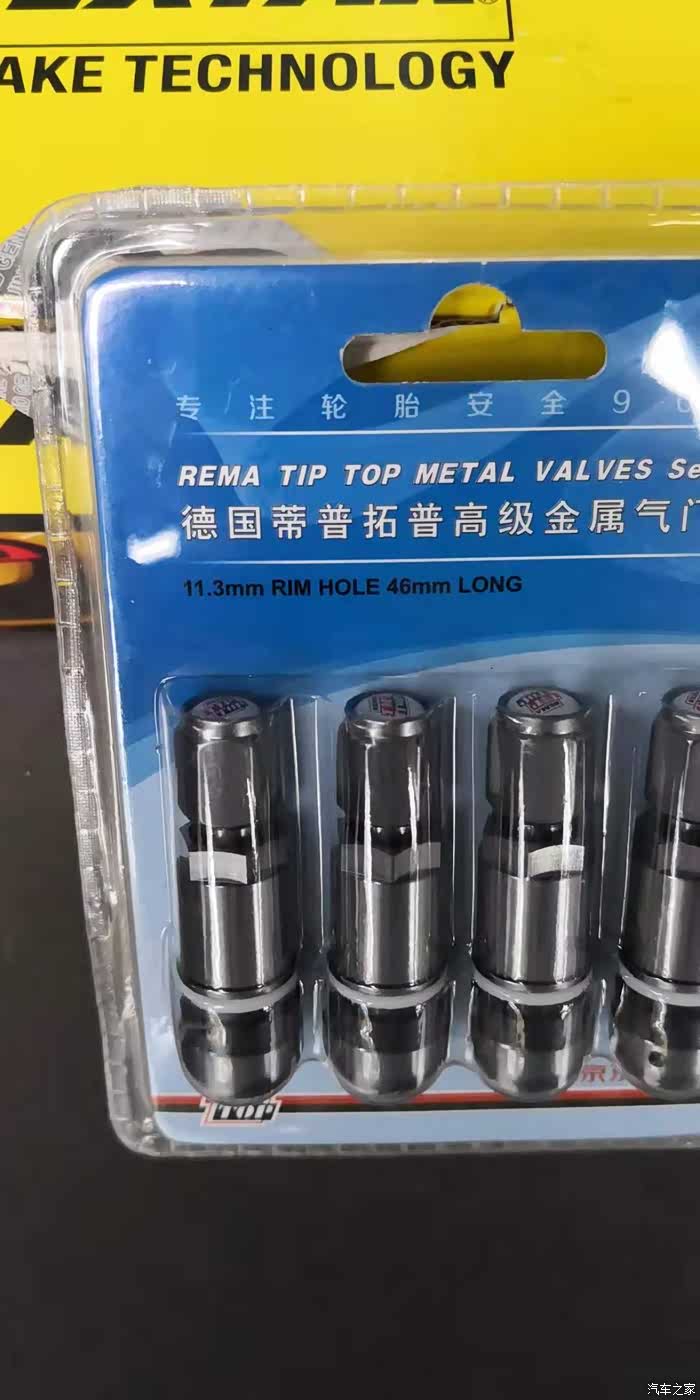 AKE TECHNOLOGY
专注轮胎安全9
REMA TIP TOP METAL VALVES Se
德国蒂普拓普高级金属气门
11.3mm RIM HOLE 46mm LONG
TOP
汽车之家